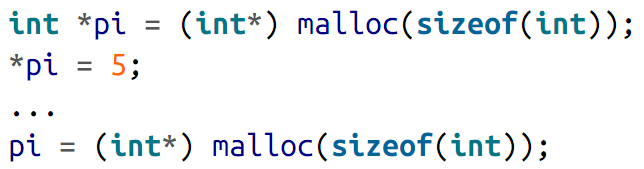 int *pi = (int*) malloc(sizeof(int));
*pi = 5;
...
pi = (int*) malloc(sizeof(int));